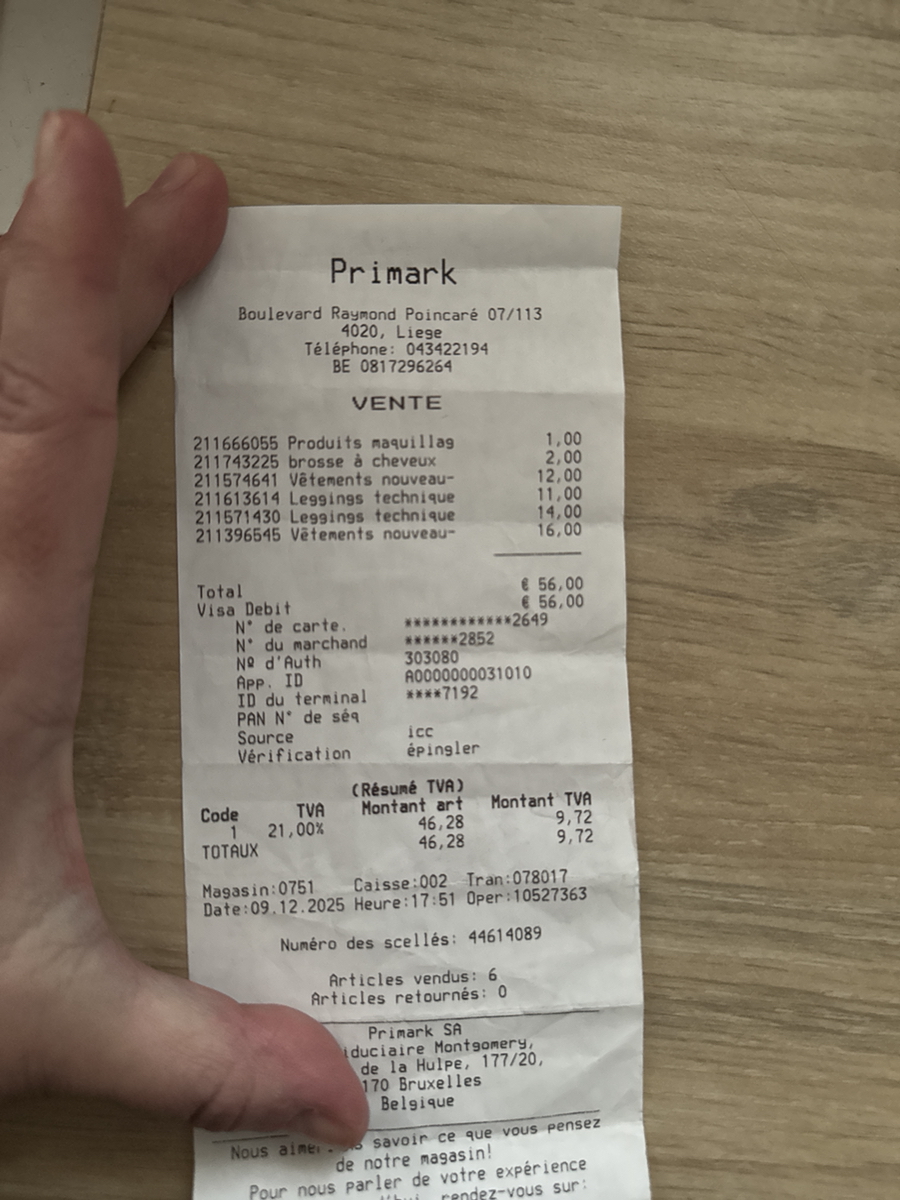 Primark
Boulevard Raymond Poincaré 07/113
4020, Liege
Téléphone: 043422194
BE 0817296264
VENTE
211666055 Produits maquillag 1,00
211743225 brosse à cheveux 2,00
211574641 Vêtements nouveau- 12,00
211613614 Leggings technique 11,00
211571430 Leggings technique 14,00
211396545 Vêtements nouveau- 16,00
Total € 56,00
Visa Debit € 56,00
N° de carte. ************2649
N° du marchand ******2852
Nº d'Auth 303080
App. ID A0000000031010
ID du terminal ****7192
PAN N° de séq
Source icc
Vérification épingler
(Résumé TVA)
Code TVA Montant art Montant TVA
1 21,00% 46,28 9,72
TOTAUX 46,28 9,72
Magasin:0751 Caisse:002 Tran:078017
Date:09.12.2025 Heure:17:51 Oper:10527363
Numéro des scellés: 44614089
Articles vendus: 6
Articles retournés: 0
Primark SA
iduciaire Montgomery,
de la Hulpe, 177/20,
170 Bruxelles
Belgique
Nous savoir ce que vous pensez
de notre magasin!
Pour nous parler de votre expérience
rendez-vous sur: